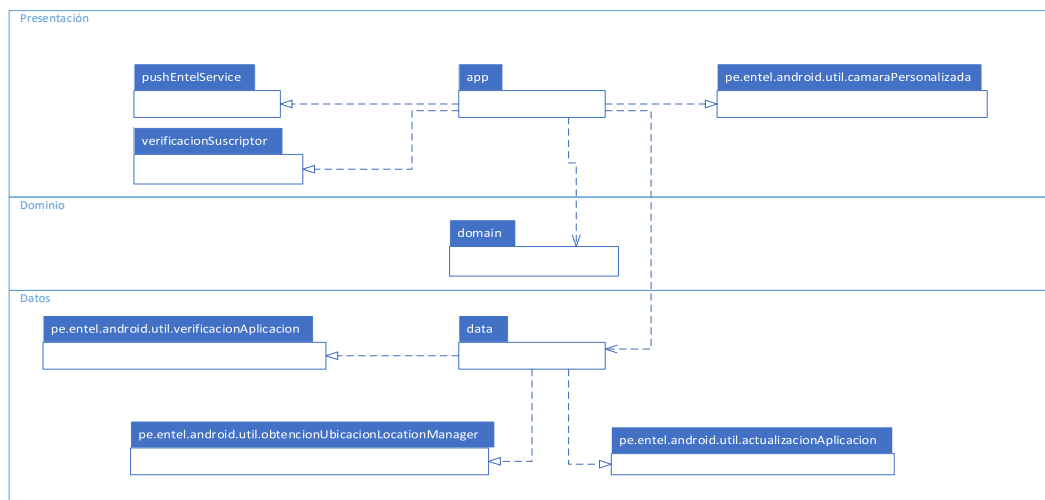 Presentación
pushEntelService
app
pe.entel.android.util.camaraPersonalizada
verificacionSuscriptor
Dominio
domain
Datos
pe.entel.android.util.verificacionAplicacion
data
pe.entel.android.util.obtencionUbicacionLocationManager
pe.entel.android.util.actualizacionAplicacion